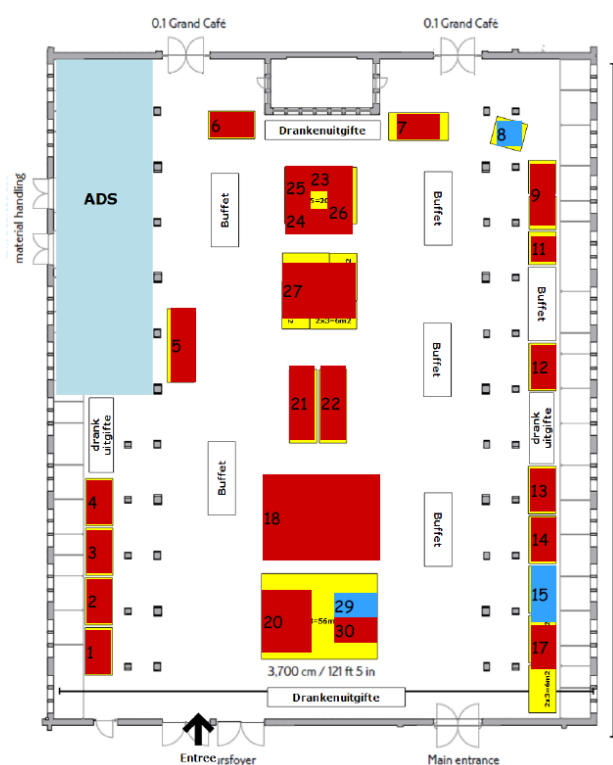 0.1 Grand Café
0.1 Grand Café
6
7
8
Drankenuitgifte
material handling
ADS
Buffet
25
23
24
26
Buffet
9
11
27
2x3=6m2
Buffet
5
Buffet
12
21
22
drank
uitgifte
drank
uitgifte
Buffet
4
18
Buffet
13
3
14
2
29
15
20
30
1
17
2x3=6m2
3,700 cm / 121 ft 5 in
Drankenuitgifte
Entree
rsfoyer
Main entrance